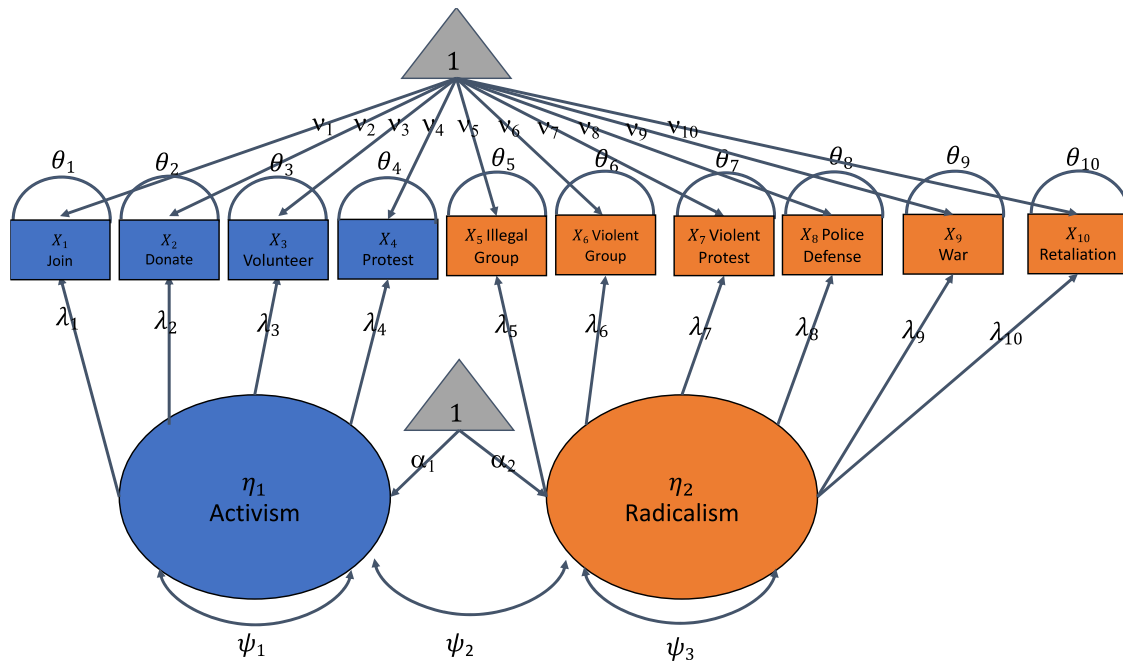 1
ν₁ ν₂ ν₃ ν₄ ν₅ ν₆ ν₇ ν₈ ν₉ ν₁₀
θ₁ θ₂ θ₃ θ₄ θ₅ θ₆ θ₇ θ₈ θ₉ θ₁₀
X₁
Join
X₂
Donate
X₃
Volunteer
X₄
Protest
X₅ Illegal
Group
X₆ Violent
Group
X₇ Violent
Protest
X₈ Police
Defense
X₉
War
X₁₀
Retaliation
λ₁ λ₂ λ₃ λ₄ λ₅ λ₆ λ₇ λ₈ λ₉ λ₁₀
1
α₁ α₂
η₁
Activism
η₂
Radicalism
ψ₁ ψ₂ ψ₃